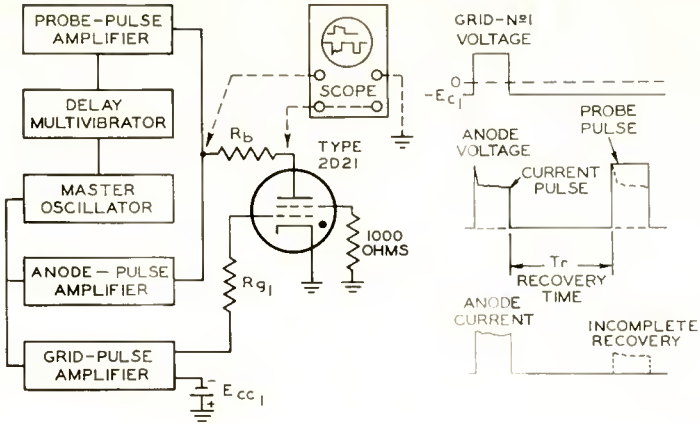 PROBE-PULSE
AMPLIFIER
DELAY
MULTIVIBRATOR
MASTER
OSCILLATOR
ANODE-PULSE
AMPLIFIER
GRID-PULSE
AMPLIFIER
- Ecc1
+
Rb
Rg1
SCOPE
TYPE
2D21
1000
OHMS
GRID-Nº1
VOLTAGE
0
-Ec1
ANODE
VOLTAGE
PROBE
PULSE
CURRENT
PULSE
Tr
RECOVERY
TIME
ANODE
CURRENT
INCOMPLETE
RECOVERY